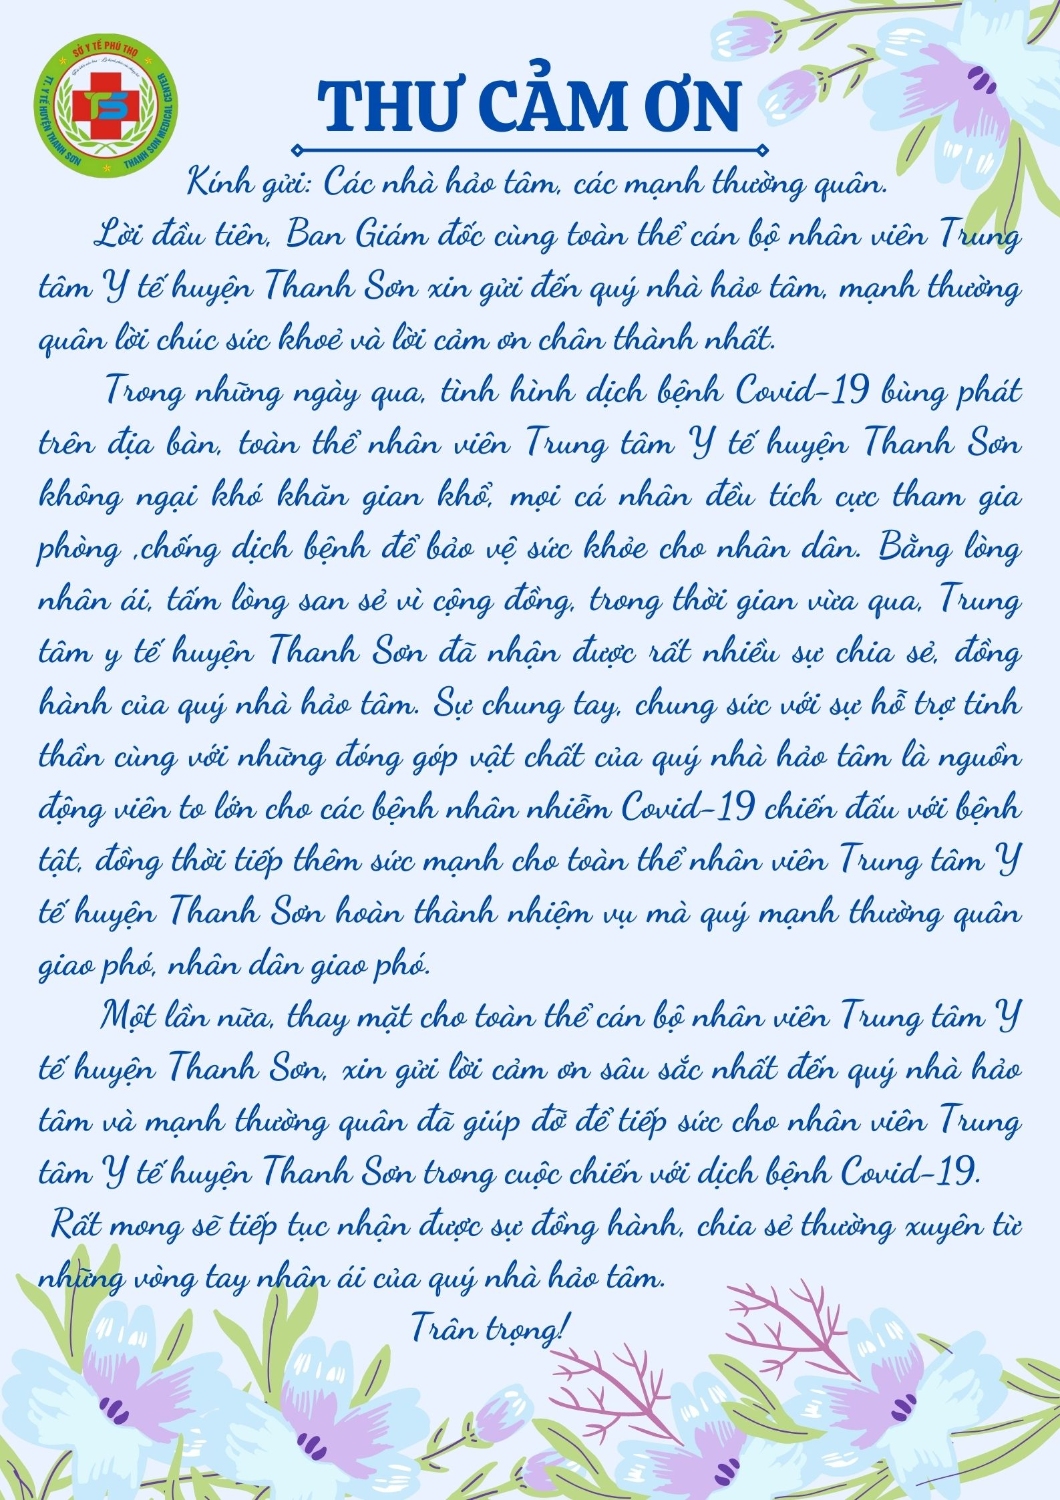 SỞ Y TẾ PHÚ THỌ
TT. Y TẾ HUYỆN THANH SƠN
THANH SON MEDICAL CENTER
TS
THƯ CẢM ƠN
Kính gửi: Các nhà hảo tâm, các mạnh thường quân.
Lời đầu tiên, Ban Giám đốc cùng toàn thể cán bộ nhân viên Trung
tâm Y tế huyện Thanh Sơn xin gửi đến quý nhà hảo tâm, mạnh thường
quân lời chúc sức khoẻ và lời cảm ơn chân thành nhất.
Trong những ngày qua, tình hình dịch bệnh Covid-19 bùng phát
trên địa bàn, toàn thể nhân viên Trung tâm Y tế huyện Thanh Sơn
không ngại khó khăn gian khổ, mọi cá nhân đều tích cực tham gia
phòng ,chống dịch bệnh để bảo vệ sức khỏe cho nhân dân. Bằng lòng
nhân ái, tấm lòng san sẻ vì cộng đồng, trong thời gian vừa qua, Trung
tâm y tế huyện Thanh Sơn đã nhận được rất nhiều sự chia sẻ, đồng
hành của quý nhà hảo tâm. Sự chung tay, chung sức với sự hỗ trợ tinh
thần cùng với những đóng góp vật chất của quý nhà hảo tâm là nguồn
động viên to lớn cho các bệnh nhân nhiễm Covid-19 chiến đấu với bệnh
tật, đồng thời tiếp thêm sức mạnh cho toàn thể nhân viên Trung tâm Y
tế huyện Thanh Sơn hoàn thành nhiệm vụ mà quý mạnh thường quân
giao phó, nhân dân giao phó.
Một lần nữa, thay mặt cho toàn thể cán bộ nhân viên Trung tâm Y
tế huyện Thanh Sơn, xin gửi lời cảm ơn sâu sắc nhất đến quý nhà hảo
tâm và mạnh thường quân đã giúp đỡ để tiếp sức cho nhân viên Trung
tâm Y tế huyện Thanh Sơn trong cuộc chiến với dịch bệnh Covid-19.
Rất mong sẽ tiếp tục nhận được sự đồng hành, chia sẻ thường xuyên từ
những vòng tay nhân ái của quý nhà hảo tâm.
Trân trọng!